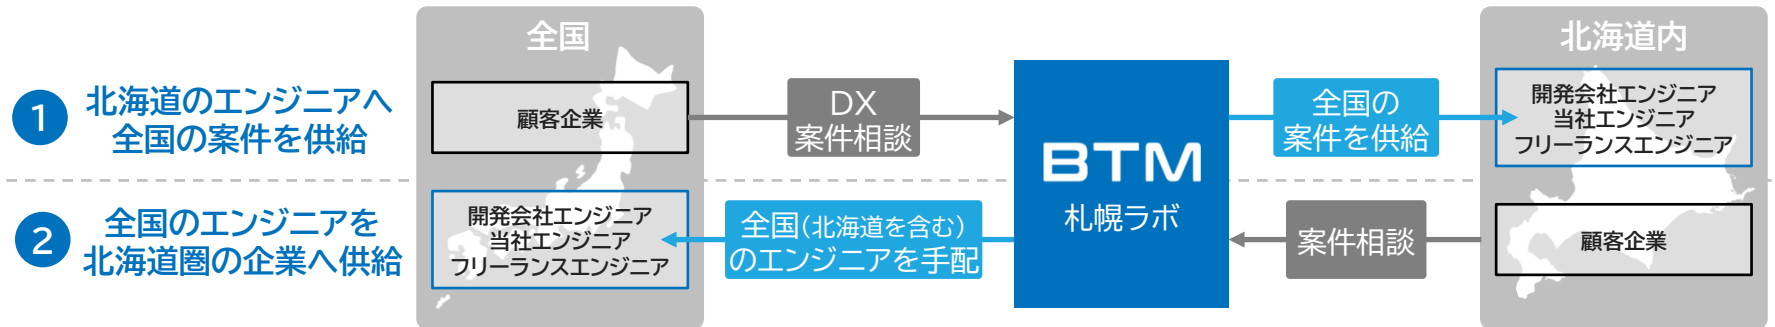 全国
北海道内
1
北海道のエンジニアへ
全国の案件を供給
顧客企業
DX
案件相談
BTM
札幌ラボ
全国の
案件を供給
開発会社エンジニア
当社エンジニア
フリーランスエンジニア
2
全国のエンジニアを
北海道圏の企業へ供給
開発会社エンジニア
当社エンジニア
フリーランスエンジニア
全国(北海道を含む)
のエンジニアを手配
案件相談
顧客企業